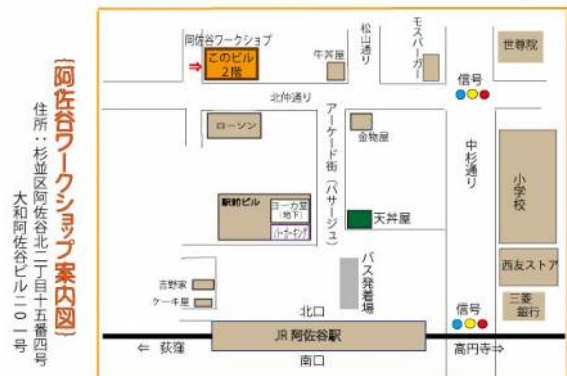 【阿佐谷ワークショップ案内図】
住所：杉並区阿佐谷北二丁目十五番四号
大和阿佐谷ビル二〇一号
阿佐谷ワークショップ
⇒
このビル
2階
牛丼屋
松山通り
モスバーガー
世尊院
信号
北仲通り
ローソン
アーケード街（パサージュ）
金物屋
中杉通り
小学校
駅前ビル
ヨーカ堂
（地下）
バーガーキング
天丼屋
西友ストア
吉野家
ケーキ屋
バス発着場
三菱
銀行
北口
信号
JR 阿佐谷駅
⇐ 荻窪
南口
高円寺⇒